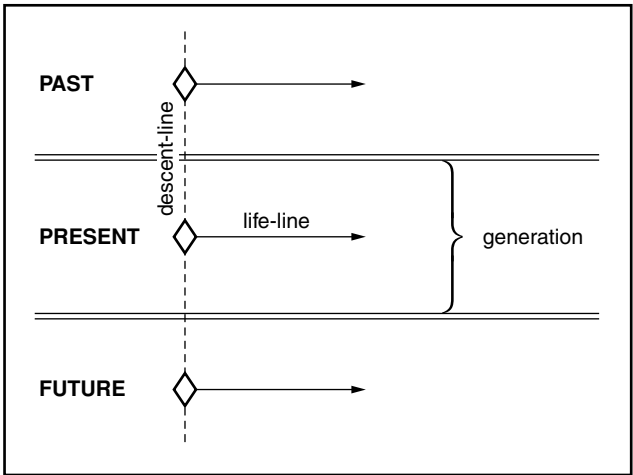 PAST
descent-line
life-line
PRESENT
generation
FUTURE